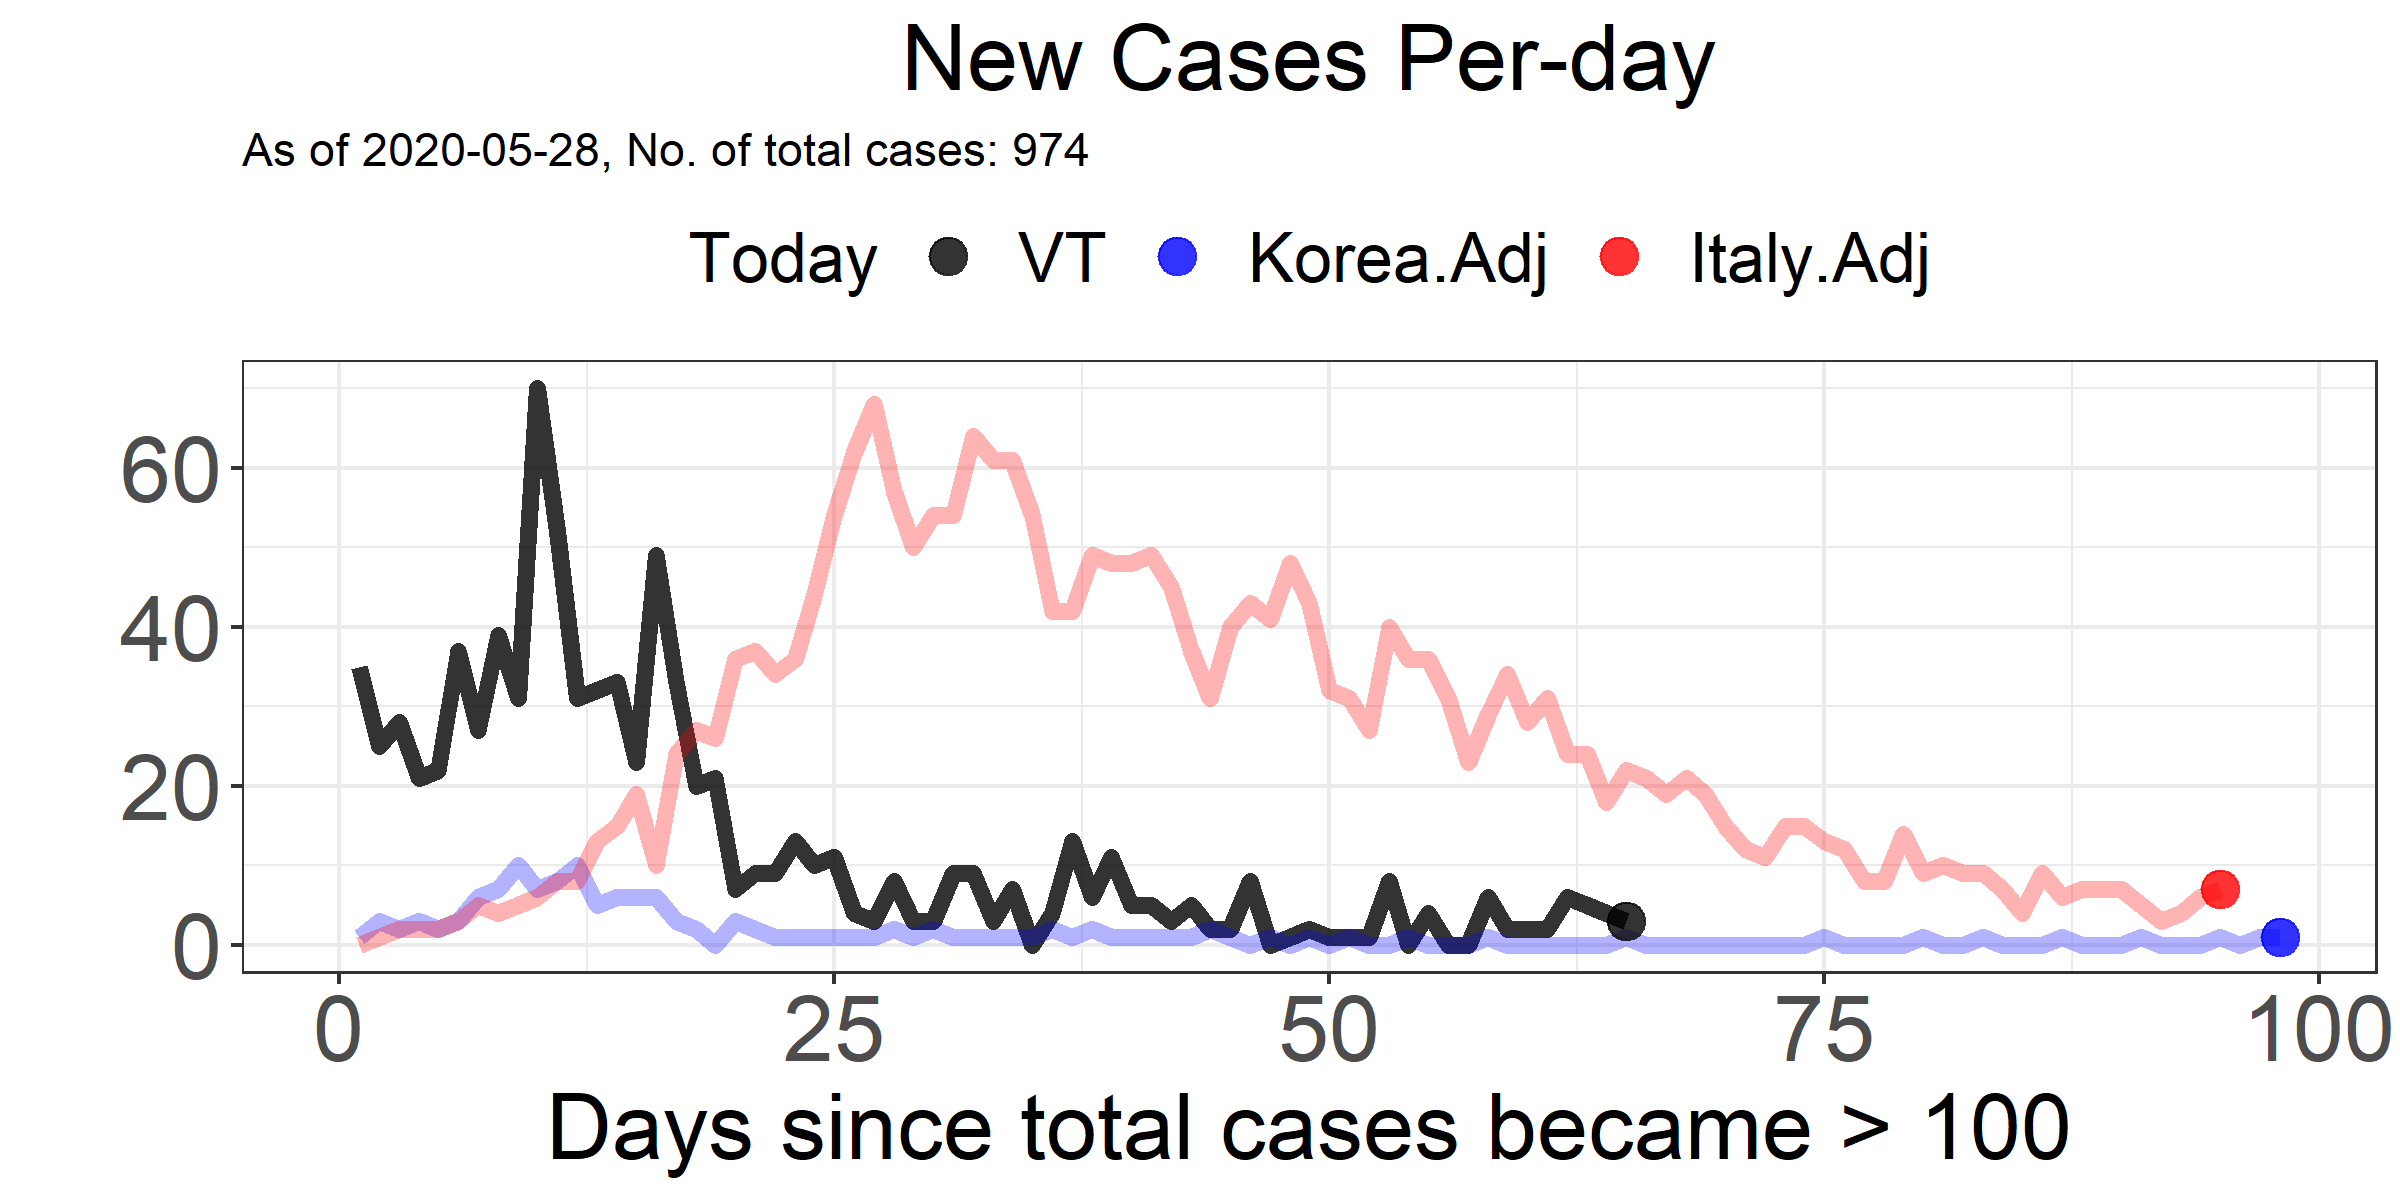 New Cases Per-day
As of 2020-05-28, No. of total cases: 974
Today VT Korea.Adj Italy.Adj
60
40
20
0
0 25 50 75 100
Days since total cases became > 100